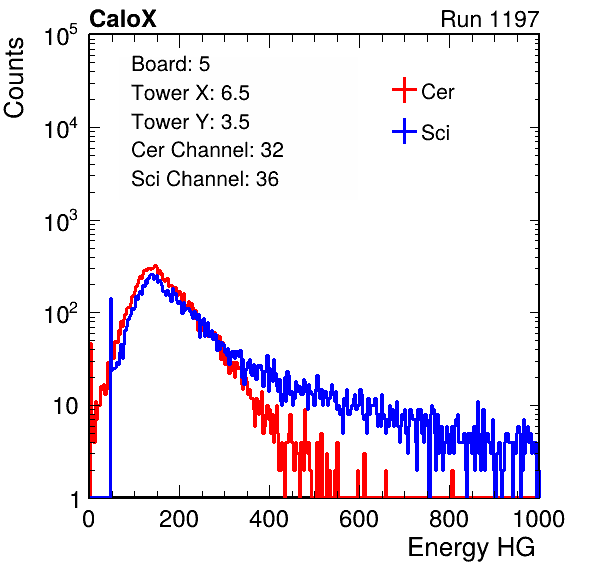 CaloX Run 1197
Counts
10^5
10^4
10^3
10^2
10
1
Board: 5
Tower X: 6.5
Tower Y: 3.5
Cer Channel: 32
Sci Channel: 36
Cer
Sci
0 200 400 600 800 1000
Energy HG